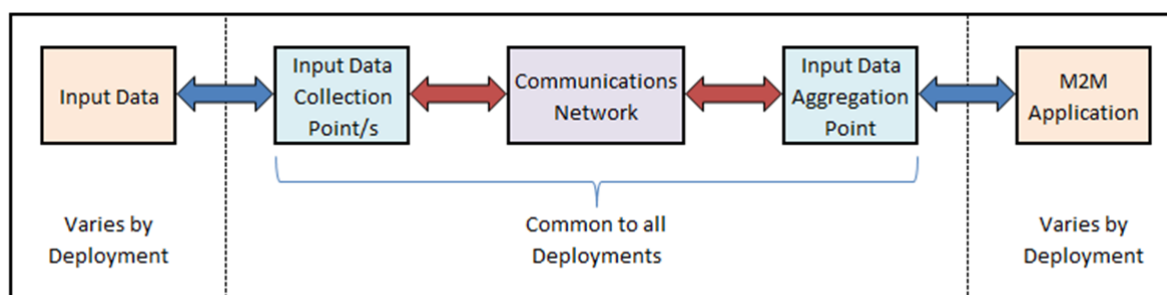 Input Data
Input Data
Collection
Point/s
Communications
Network
Input Data
Aggregation
Point
M2M
Application
Varies by
Deployment
Common to all
Deployments
Varies by
Deployment